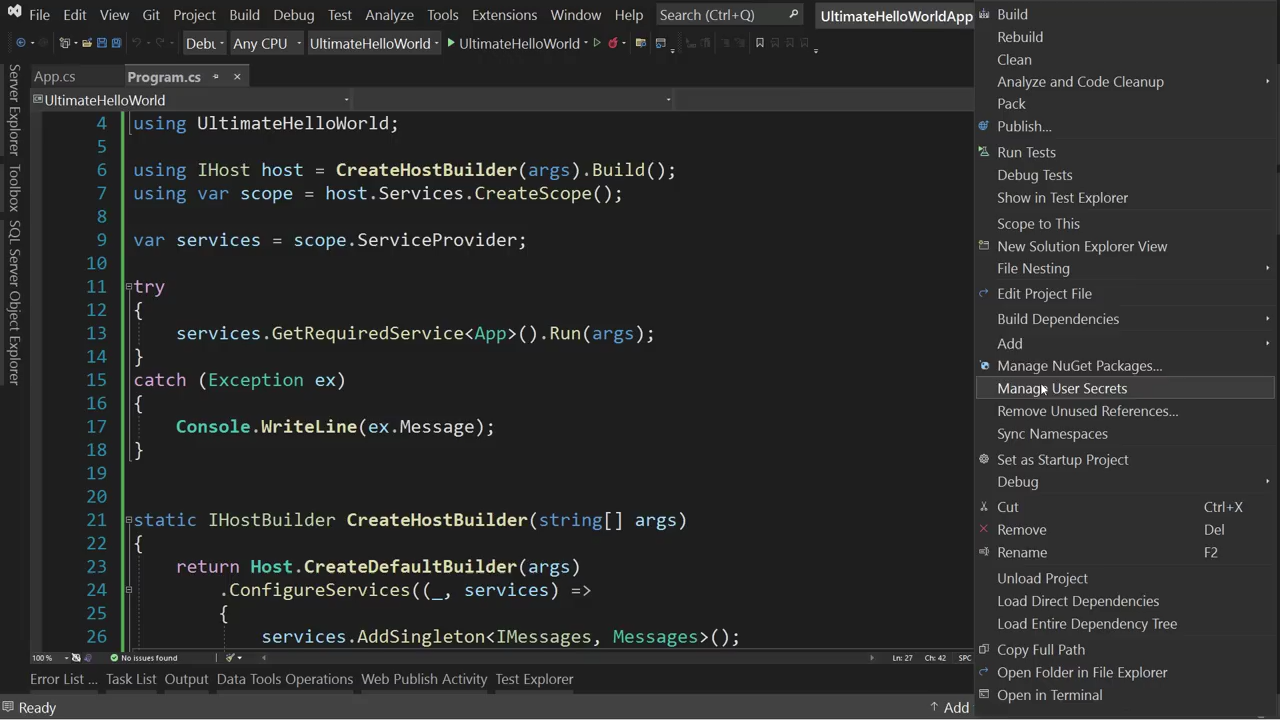 File Edit View Git Project Build Debug Test Analyze Tools Extensions Window Help Search (Ctrl+Q) UltimateHelloWorldApp
Debu Any CPU UltimateHelloWorld UltimateHelloWorld
App.cs Program.cs
UltimateHelloWorld
Server Explorer
Toolbox
SQL Server Object Explorer
4 using UltimateHelloWorld;
5
6 using IHost host = CreateHostBuilder(args).Build();
7 using var scope = host.Services.CreateScope();
8
9 var services = scope.ServiceProvider;
10
11 try
12 {
13 services.GetRequiredService<App>().Run(args);
14 }
15 catch (Exception ex)
16 {
17 Console.WriteLine(ex.Message);
18 }
19
20
21 static IHostBuilder CreateHostBuilder(string[] args)
22 {
23 return Host.CreateDefaultBuilder(args)
24 .ConfigureServices((_, services) =>
25 {
26 services.AddSingleton<IMessages, Messages>();
100 % No issues found Ln: 27 Ch: 42 SPC
Error List ... Task List Output Data Tools Operations Web Publish Activity Test Explorer
Ready Add
Build
Rebuild
Clean
Analyze and Code Cleanup
Pack
Publish...
Run Tests
Debug Tests
Show in Test Explorer
Scope to This
New Solution Explorer View
File Nesting
Edit Project File
Build Dependencies
Add
Manage NuGet Packages...
Manage User Secrets
Remove Unused References...
Sync Namespaces
Set as Startup Project
Debug
Cut Ctrl+X
Remove Del
Rename F2
Unload Project
Load Direct Dependencies
Load Entire Dependency Tree
Copy Full Path
Open Folder in File Explorer
Open in Terminal